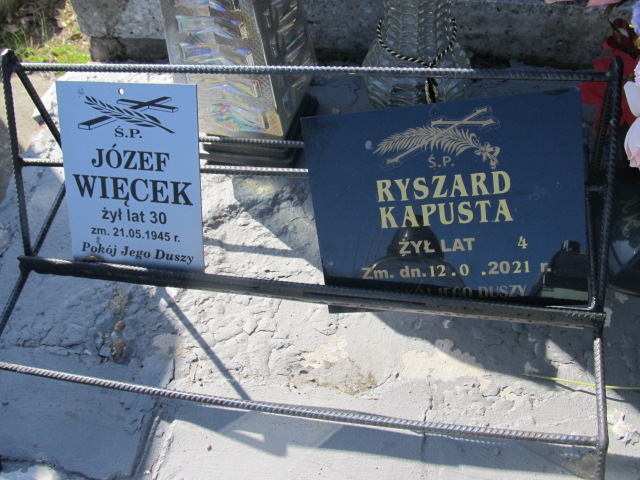 Ś.P.
JÓZEF
WIĘCEK
żył lat 30
zm. 21.05.1945 r.
Pokój Jego Duszy
Ś.P.
RYSZARD
KAPUSTA
ŻYŁ LAT 4
Zm. dn.12.0 .2021 r.
JEGO DUSZY